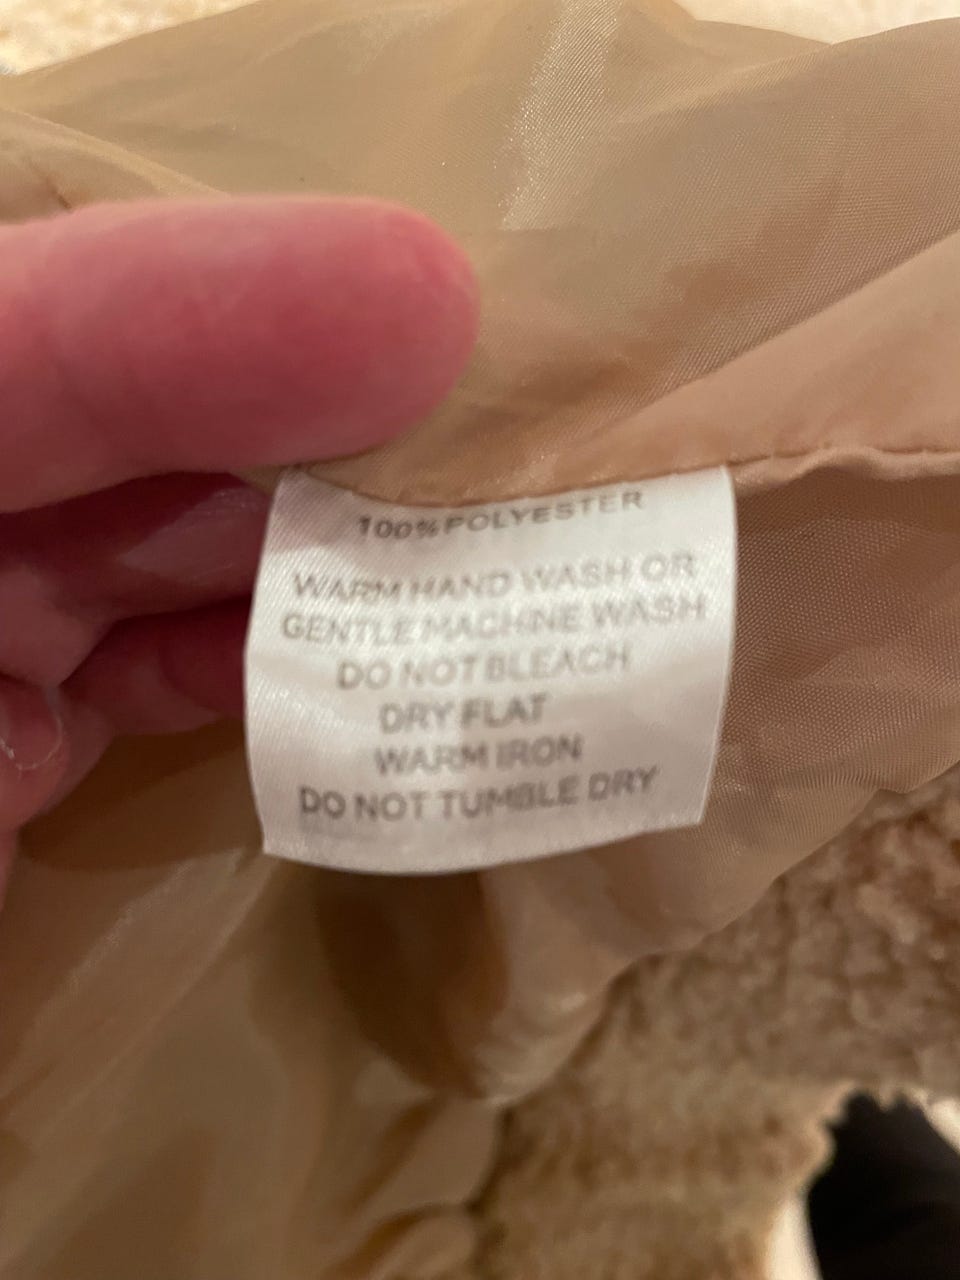 100% POLYESTER
WARM HAND WASH OR
GENTLE MACHINE WASH
DO NOT BLEACH
DRY FLAT
WARM IRON
DO NOT TUMBLE DRY